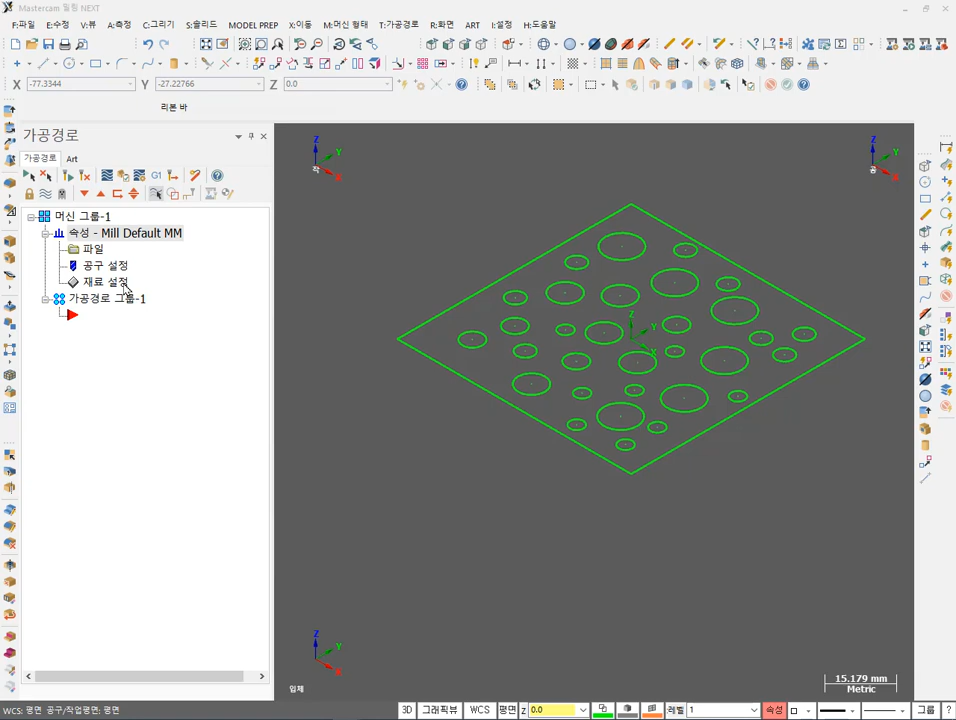 Mastercam 밀링 NEXT
F:파일 E:수정 V:뷰 A:측정 C:그리기 S:솔리드 MODEL PREP X:이동 M:머신 형태 T:가공경로 R:화면 ART I:설정 H:도움말
X -77.3344 Y -27.22766 Z 0.0
리본 바
가공경로
가공경로 Art
G1
머신 그룹-1
속성 - Mill Default MM
파일
공구 설정
재료 설정
가공경로 그룹-1
Z Y X 작
Z Y X 공
Z Y X
Z Y X
입체
15.179 mm
Metric
WCS: 평면 공구/작업평면: 평면
3D 그래픽뷰 WCS 평면 Z 0.0 레벨 1 속성 그룹 ?